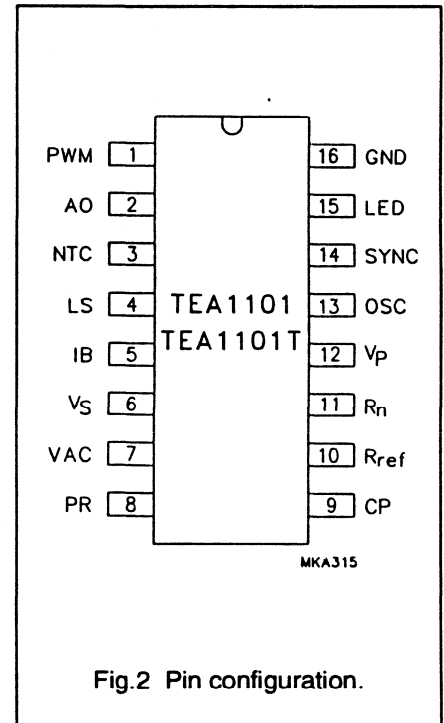 PWM 1 16 GND
AO 2 15 LED
NTC 3 14 SYNC
LS 4 TEA1101 13 OSC
IB 5 TEA1101T 12 VP
VS 6 11 Rn
VAC 7 10 Rref
PR 8 9 CP
MKA315
Fig.2 Pin configuration.